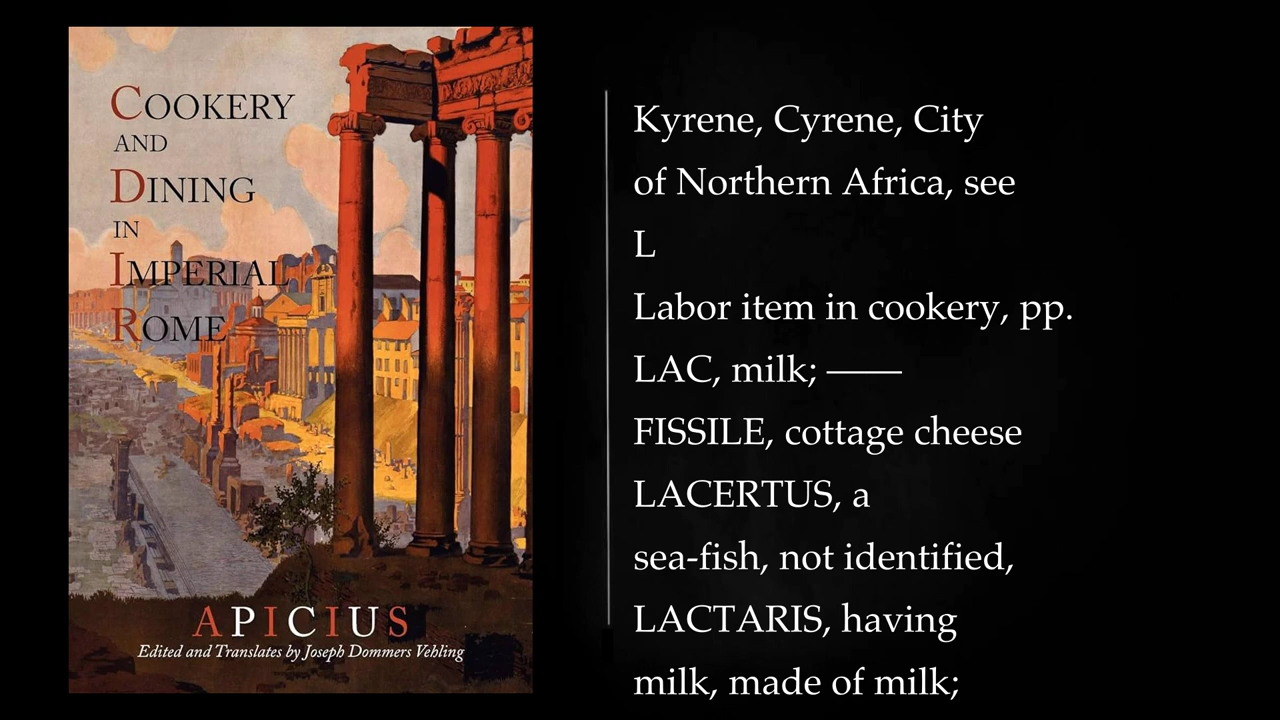 COOKERY
AND
DINING
IN
IMPERIAL
ROME
APICIUS
Edited and Translates by Joseph Dommers Vehling
Kyrene, Cyrene, City
of Northern Africa, see
L
Labor item in cookery, pp.
LAC, milk; ——
FISSILE, cottage cheese
LACERTUS, a
sea-fish, not identified,
LACTARIS, having
milk, made of milk;